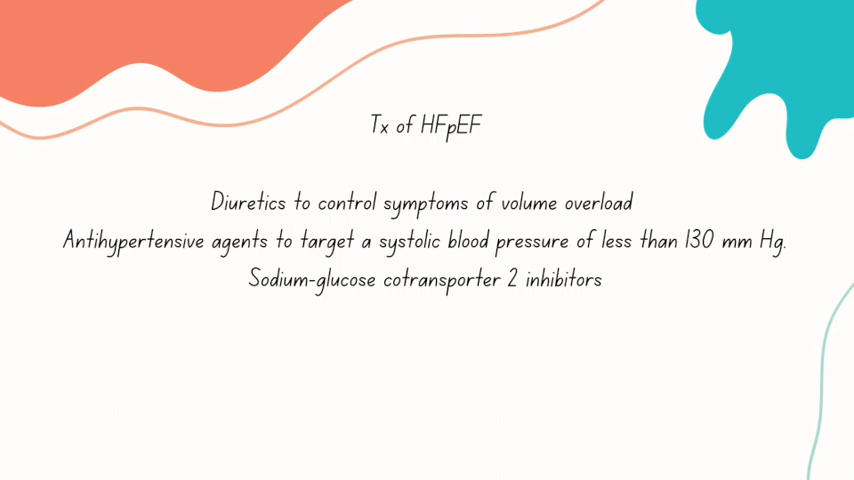 Tx of HFpEF
Diuretics to control symptoms of volume overload
Antihypertensive agents to target a systolic blood pressure of less than 130 mm Hg.
Sodium-glucose cotransporter 2 inhibitors